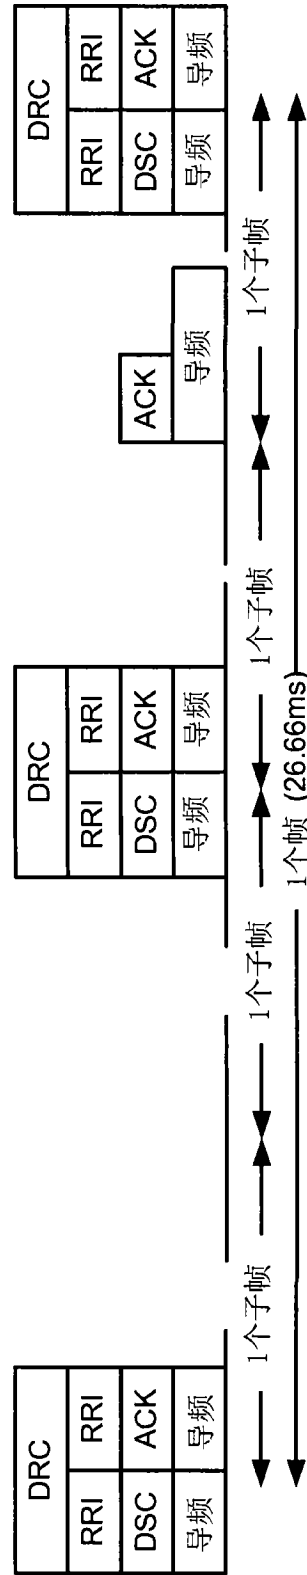 DRC DRC DRC
RRI RRI RRI RRI RRI RRI
DSC ACK DSC ACK ACK DSC ACK
导频 导频 导频 导频 导频 导频 导频
1个子帧 1个子帧 1个子帧 1个子帧
1个帧 (26.66ms)